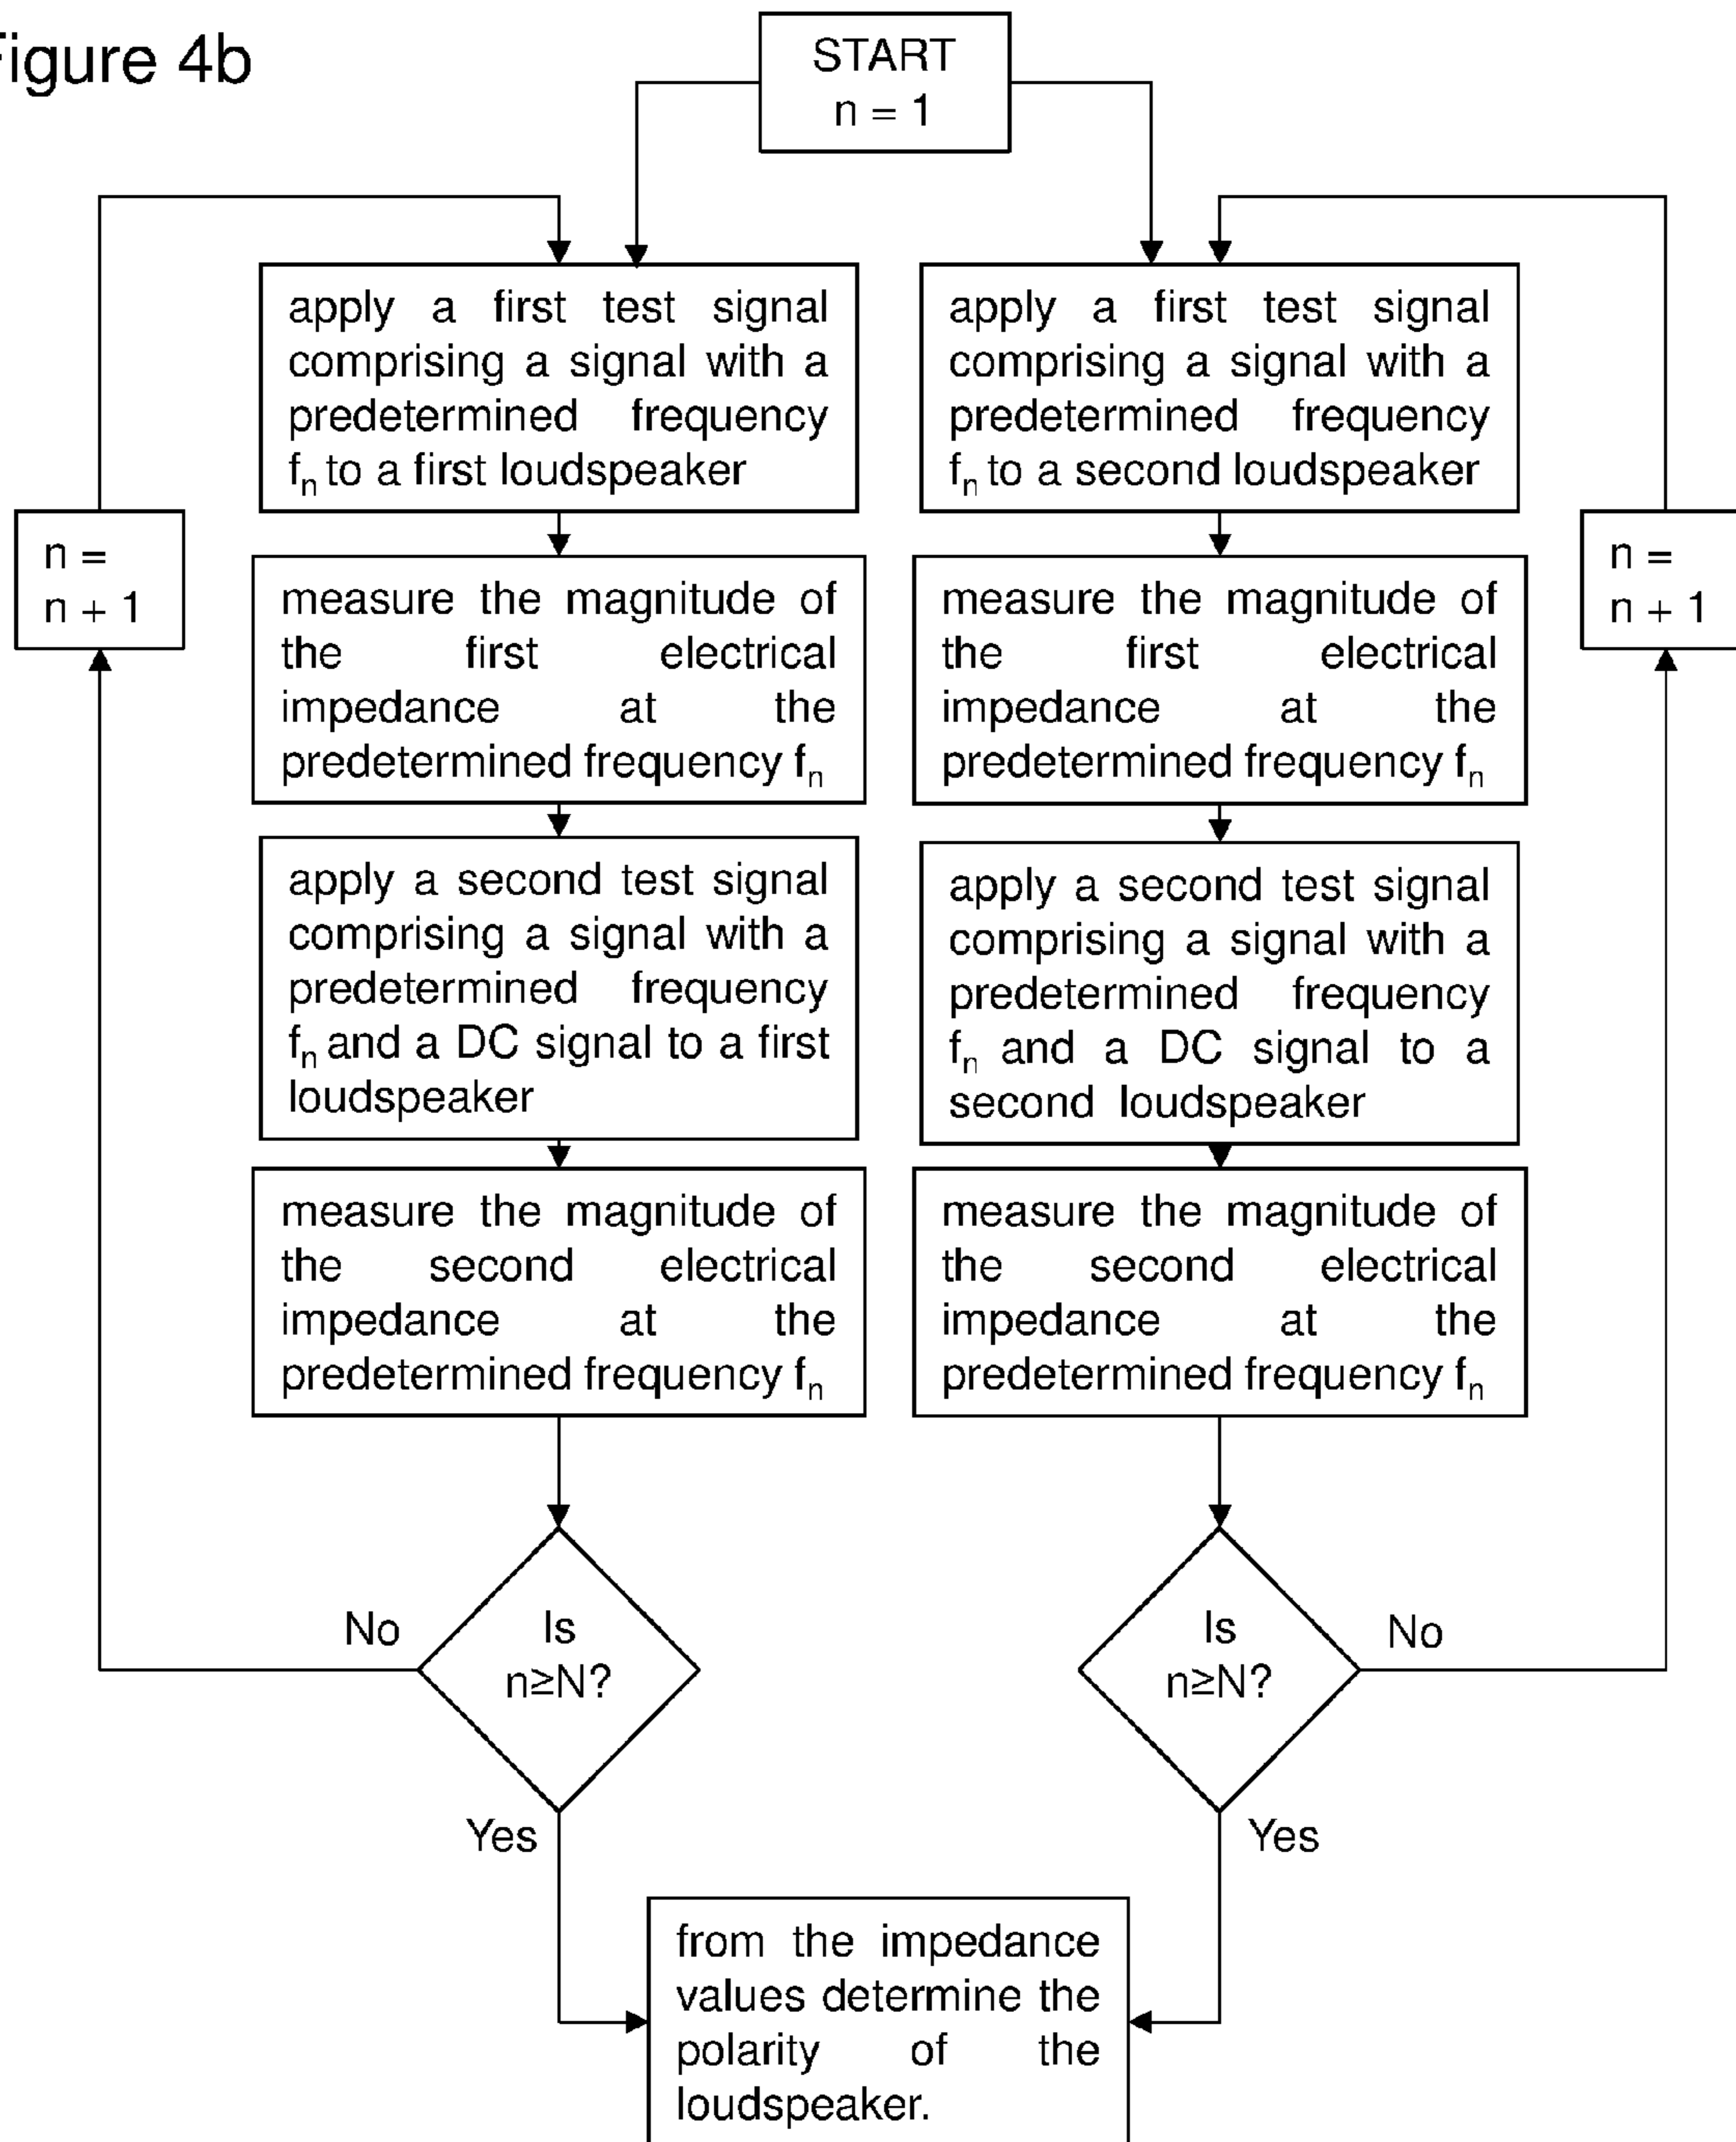 Figure 4b
START
n = 1
apply a first test signal
comprising a signal with a
predetermined frequency
fn to a first loudspeaker
apply a first test signal
comprising a signal with a
predetermined frequency
fn to a second loudspeaker
n =
n + 1
n =
n + 1
measure the magnitude of
the first electrical
impedance at the
predetermined frequency fn
measure the magnitude of
the first electrical
impedance at the
predetermined frequency fn
apply a second test signal
comprising a signal with a
predetermined frequency
fn and a DC signal to a first
loudspeaker
apply a second test signal
comprising a signal with a
predetermined frequency
fn and a DC signal to a
second loudspeaker
measure the magnitude of
the second electrical
impedance at the
predetermined frequency fn
measure the magnitude of
the second electrical
impedance at the
predetermined frequency fn
No
Is
n≥N?
Is
n≥N?
No
Yes
Yes
from the impedance
values determine the
polarity of the
loudspeaker.